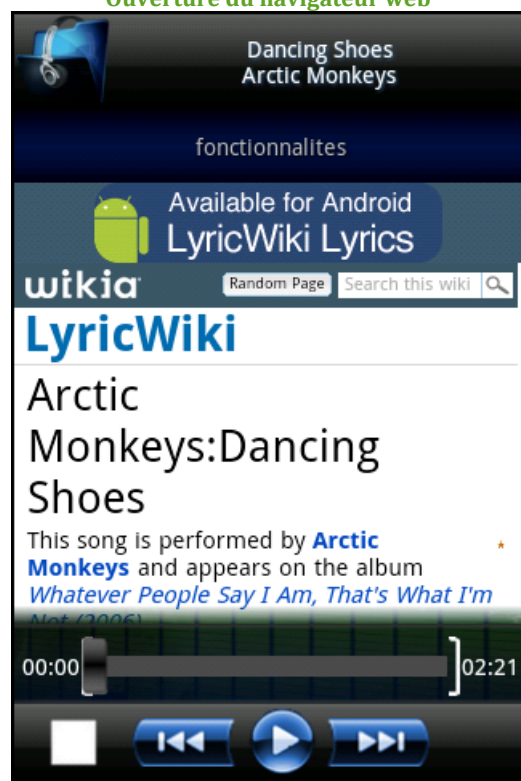 Ouverture du navigateur web
Dancing Shoes
Arctic Monkeys
fonctionnalites
Available for Android
LyricWiki Lyrics
wikia
Random Page
Search this wiki
LyricWiki
Arctic
Monkeys:Dancing
Shoes
This song is performed by Arctic
Monkeys and appears on the album
Whatever People Say I Am, That's What I'm
Not (2006)
00:00
02:21